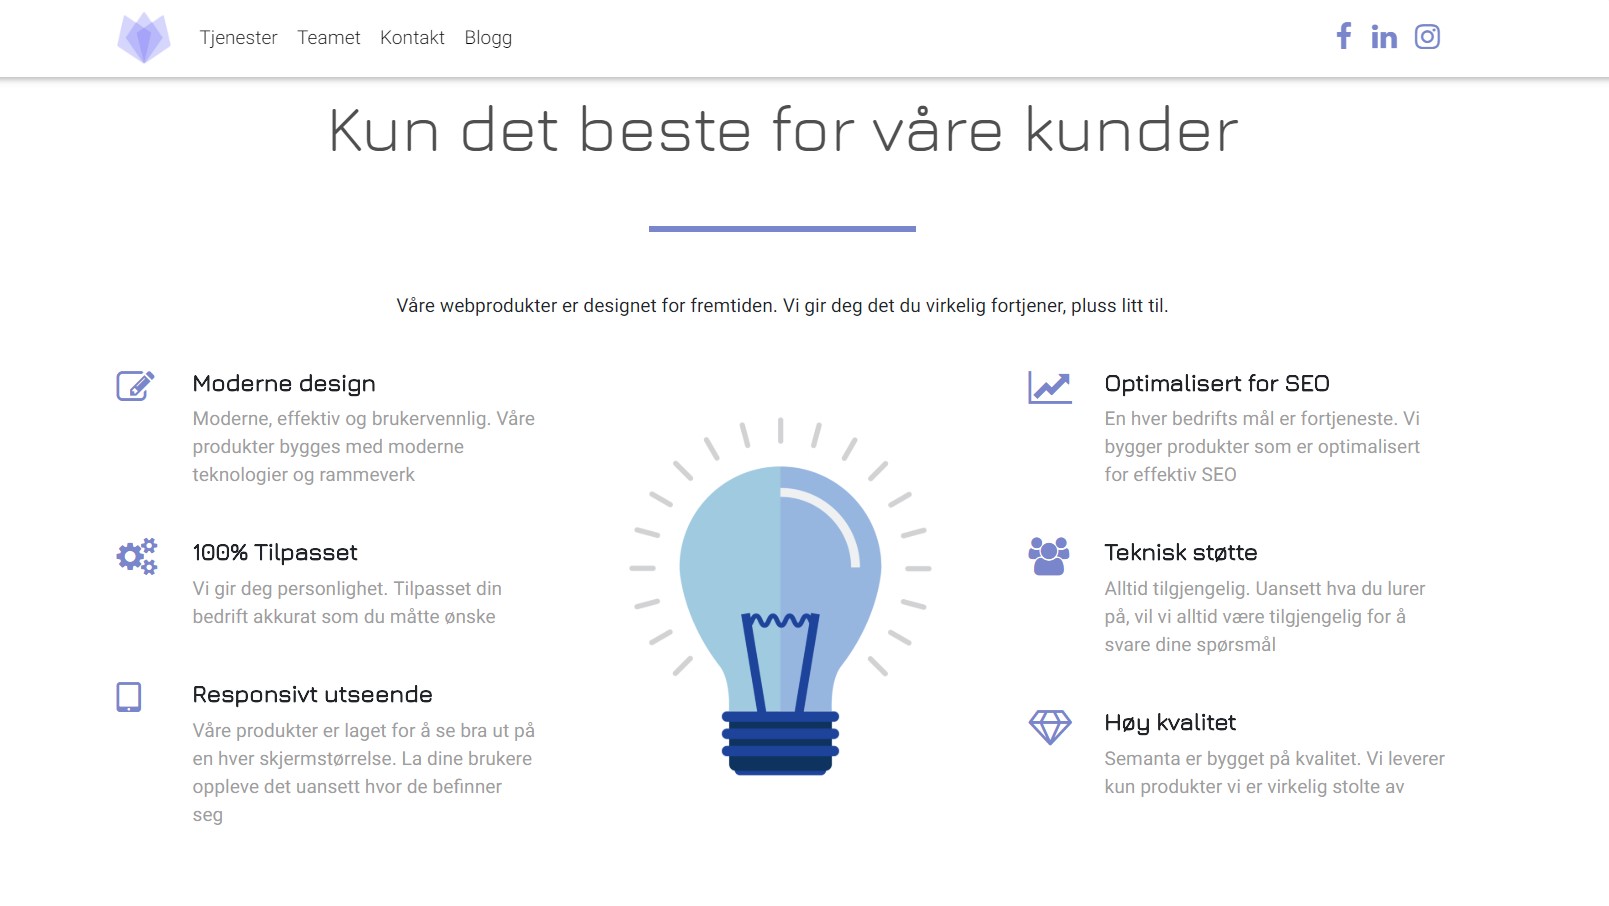 Tjenester Teamet Kontakt Blogg
Kun det beste for våre kunder
Våre webprodukter er designet for fremtiden. Vi gir deg det du virkelig fortjener, pluss litt til.
Moderne design
Moderne, effektiv og brukervennlig. Våre
produkter bygges med moderne
teknologier og rammeverk
100% Tilpasset
Vi gir deg personlighet. Tilpasset din
bedrift akkurat som du måtte ønske
Responsivt utseende
Våre produkter er laget for å se bra ut på
en hver skjermstørrelse. La dine brukere
oppleve det uansett hvor de befinner
seg
Optimalisert for SEO
En hver bedrifts mål er fortjeneste. Vi
bygger produkter som er optimalisert
for effektiv SEO
Teknisk støtte
Alltid tilgjengelig. Uansett hva du lurer
på, vil vi alltid være tilgjengelig for å
svare dine spørsmål
Høy kvalitet
Semanta er bygget på kvalitet. Vi leverer
kun produkter vi er virkelig stolte av